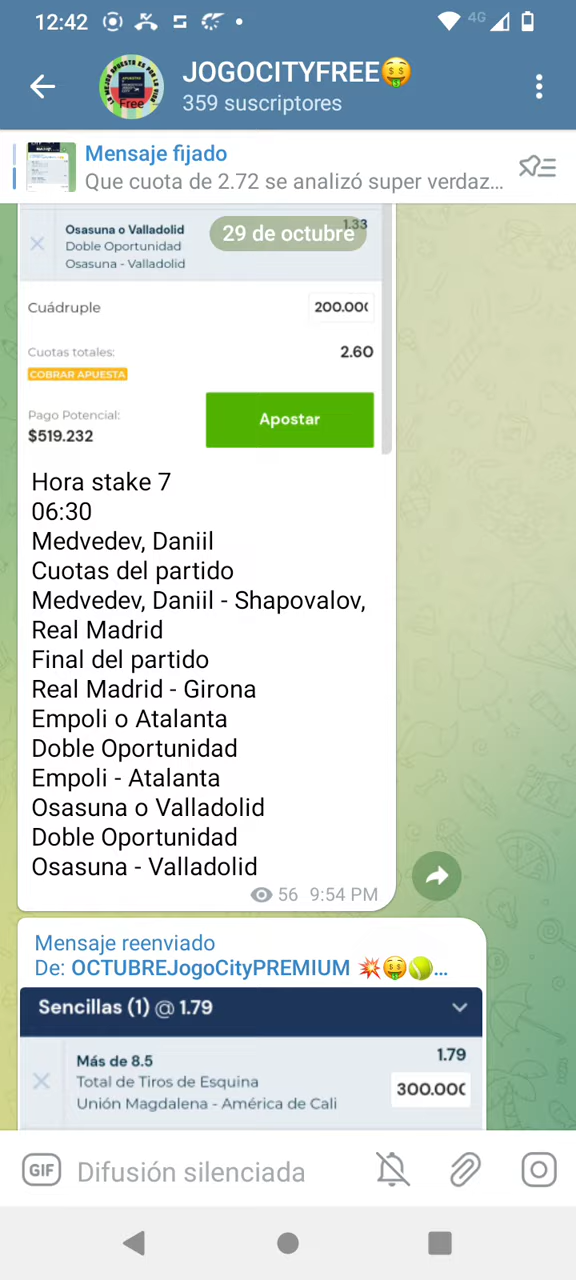 12:42
4G
JOGOCITYFREE🤑
359 suscriptores
Mensaje fijado
Que cuota de 2.72 se analizó super verdaz...
29 de octubre
Osasuna o Valladolid 1.33
Doble Oportunidad
Osasuna - Valladolid
Cuádruple 200.00
Cuotas totales: 2.60
COBRAR APUESTA
Pago Potencial:
$519.232
Apostar
Hora stake 7
06:30
Medvedev, Daniil
Cuotas del partido
Medvedev, Daniil - Shapovalov,
Real Madrid
Final del partido
Real Madrid - Girona
Empoli o Atalanta
Doble Oportunidad
Empoli - Atalanta
Osasuna o Valladolid
Doble Oportunidad
Osasuna - Valladolid
56 9:54 PM
Mensaje reenviado
De: OCTUBREJogoCityPREMIUM 💥🤑🎾...
Sencillas (1) @ 1.79
Más de 8.5 1.79
Total de Tiros de Esquina
300.00
Unión Magdalena - América de Cali
GIF Difusión silenciada